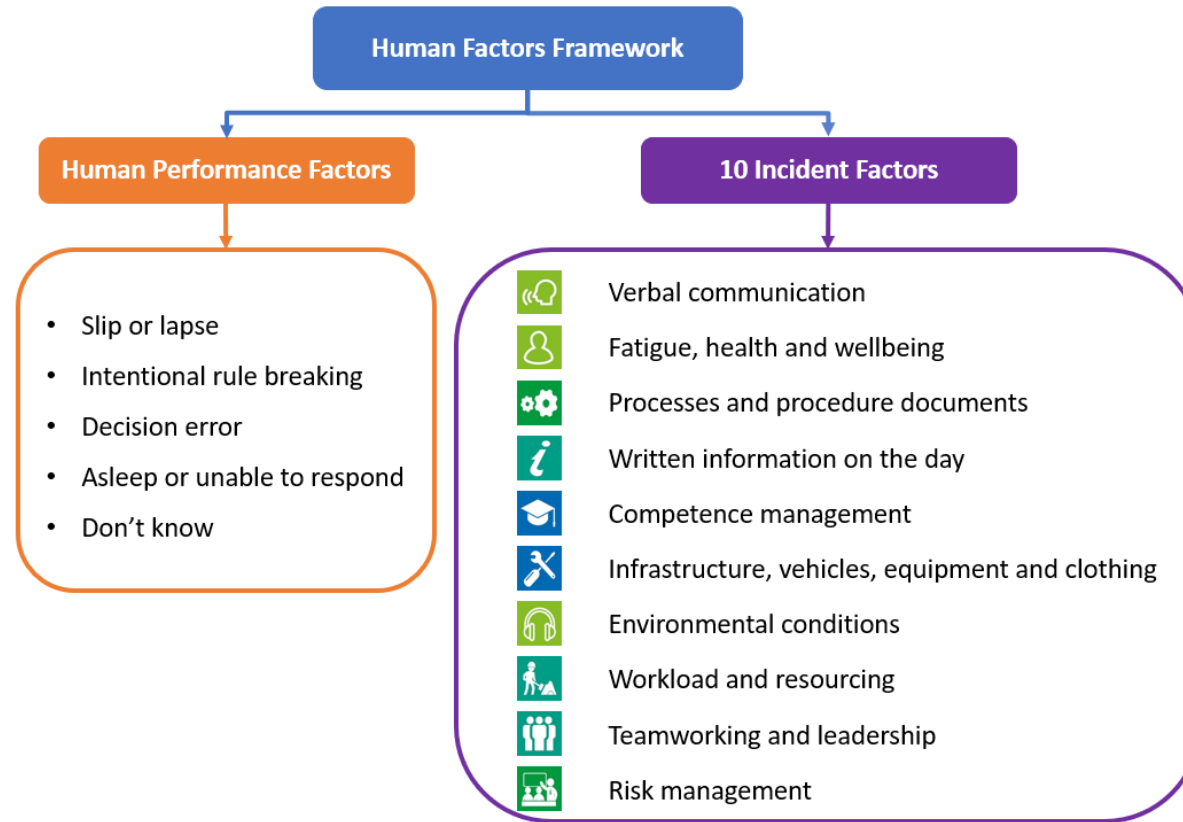 Human Factors Framework
Human Performance Factors
10 Incident Factors
• Slip or lapse
• Intentional rule breaking
• Decision error
• Asleep or unable to respond
• Don’t know
Verbal communication
Fatigue, health and wellbeing
Processes and procedure documents
Written information on the day
Competence management
Infrastructure, vehicles, equipment and clothing
Environmental conditions
Workload and resourcing
Teamworking and leadership
Risk management